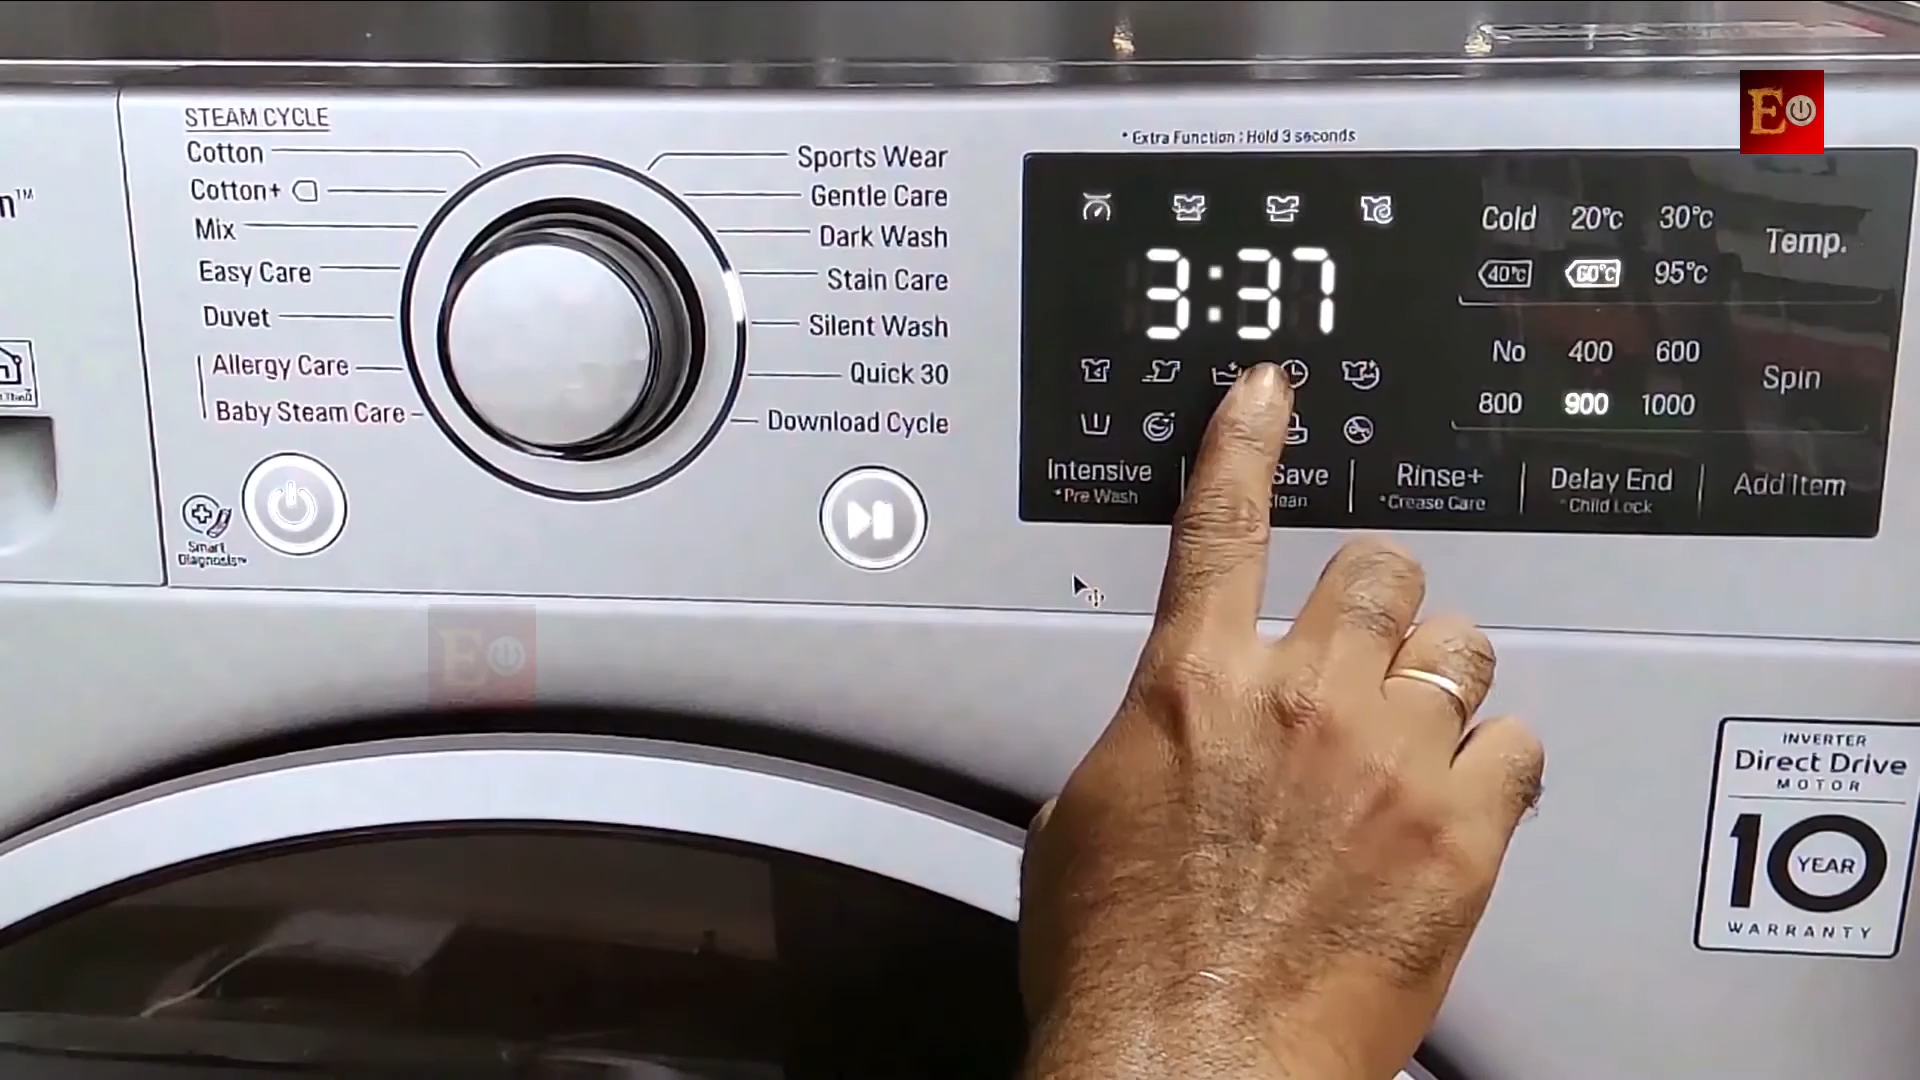 STEAM CYCLE
Cotton
Cotton+
Mix
Easy Care
Duvet
Allergy Care
Baby Steam Care
Smart
Diagnosis™
Sports Wear
Gentle Care
Dark Wash
Stain Care
Silent Wash
Quick 30
Download Cycle
* Extra Function : Hold 3 seconds
3:37
Cold 20°C 30°C
40°C 60°C 95°C
Temp.
No 400 600
800 900 1000
Spin
Intensive
*Pre Wash
Save
Rinse+
*Crease Care
Delay End
*Child Lock
Add Item
INVERTER
Direct Drive
MOTOR
10
YEAR
WARRANTY
E
E